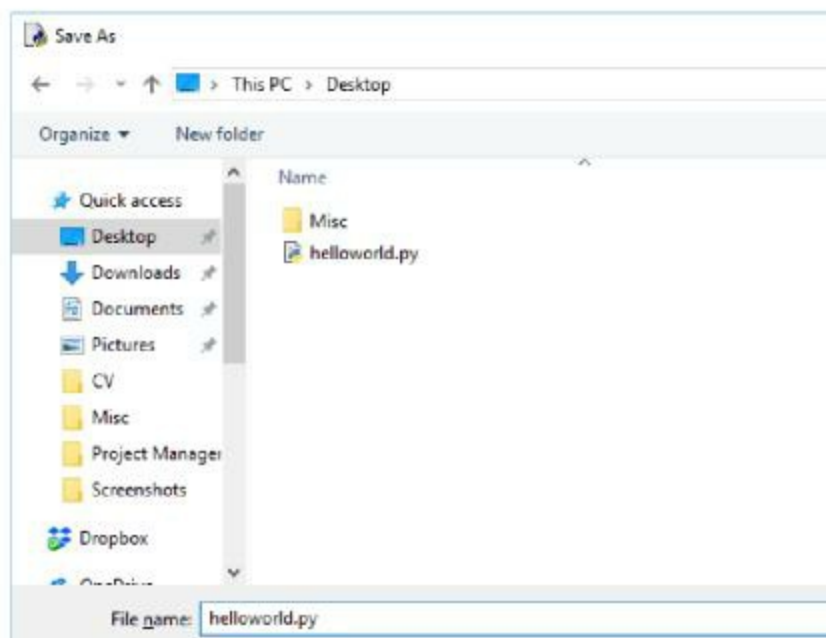 Save As
This PC > Desktop
Organize New folder
Name
Quick access
Desktop
Downloads
Documents
Pictures
CV
Misc
Project Manager
Screenshots
Dropbox
OneDrive
Misc
helloworld.py
File name: helloworld.py